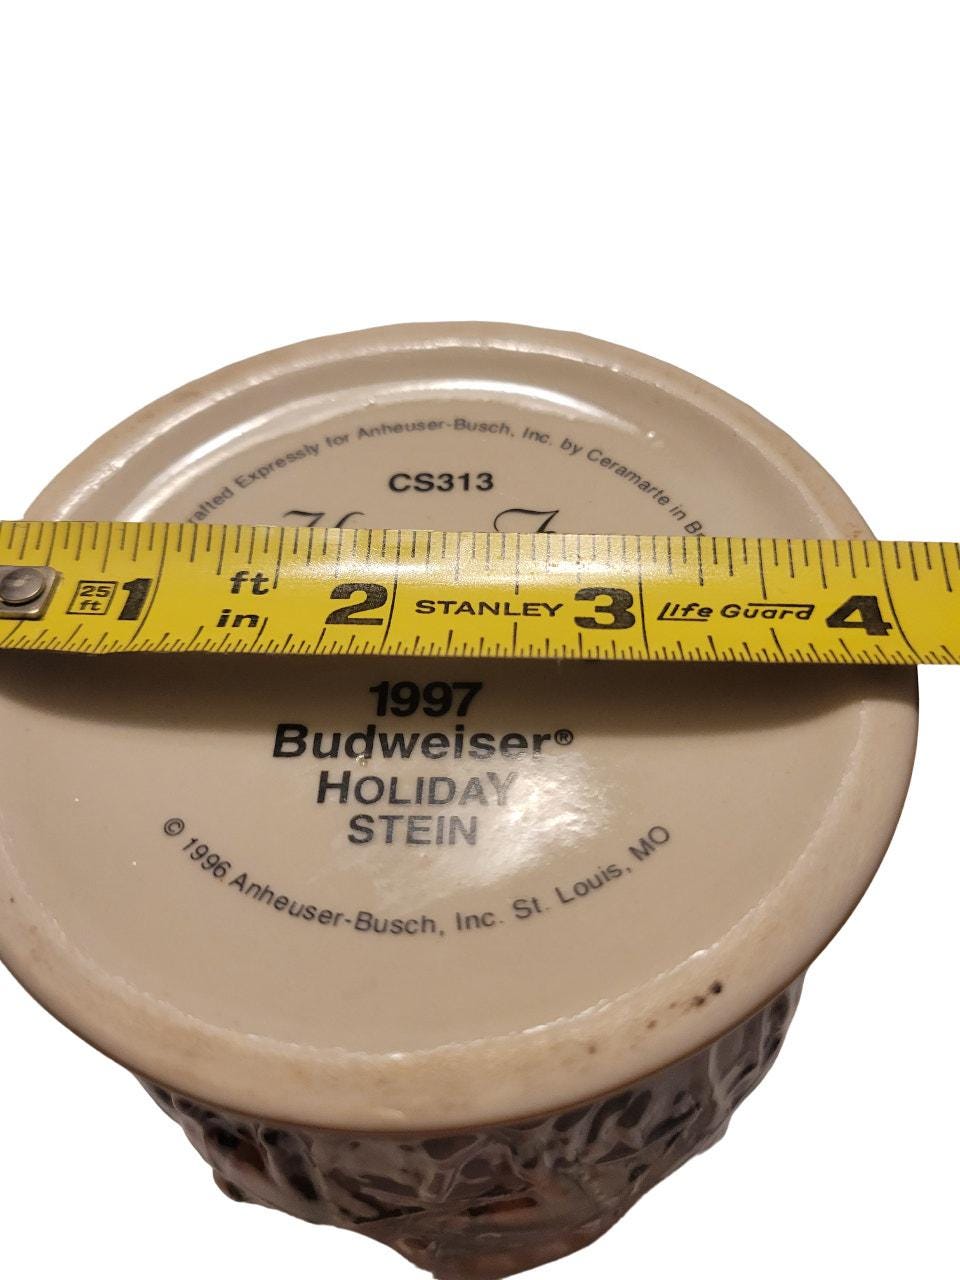 rafted Expressly for Anheuser-Busch, Inc. by Ceramarte in
CS313
25 ft
1 ft in 2 STANLEY 3 Life Guard 4
1997
Budweiser®
HOLIDAY
STEIN
© 1996 Anheuser-Busch, Inc. St. Louis, MO